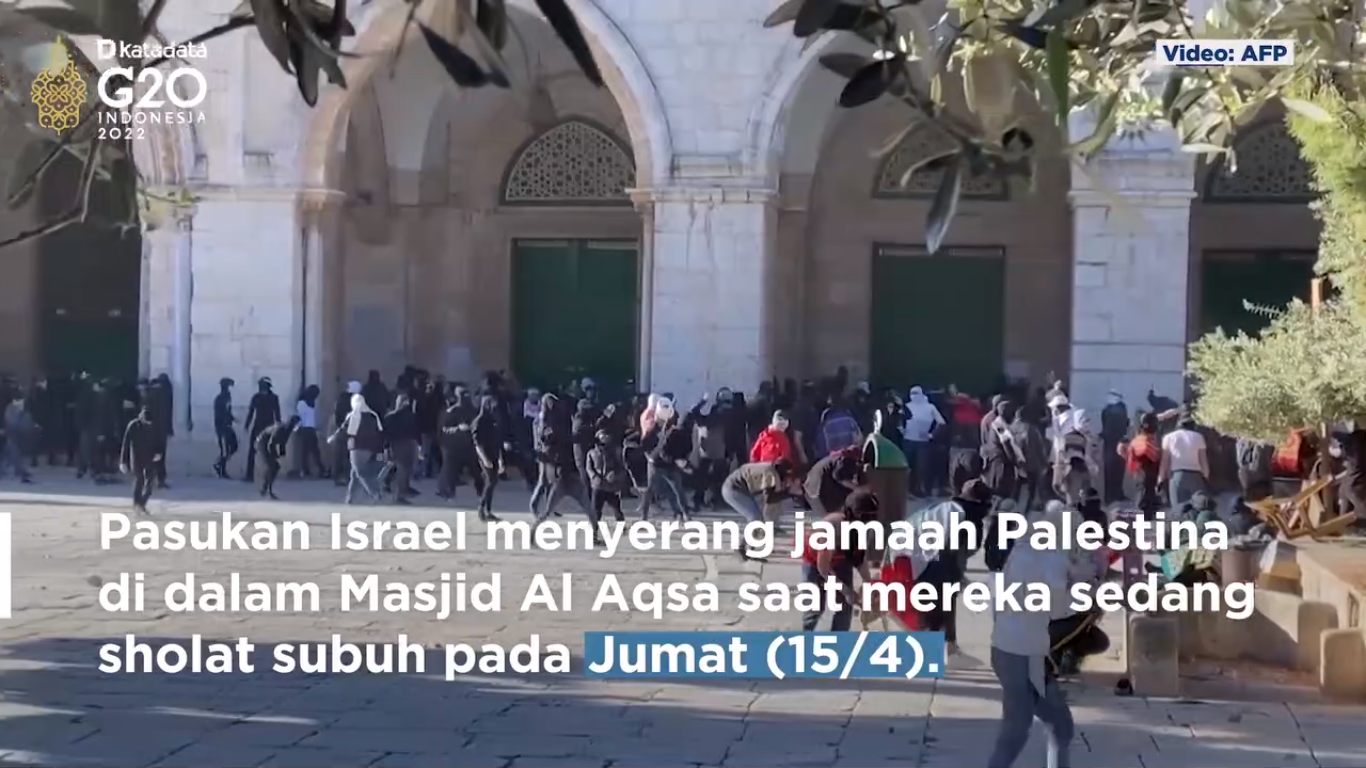 katadata
G20
INDONESIA
2022
Video: AFP
Pasukan Israel menyerang jamaah Palestina
di dalam Masjid Al Aqsa saat mereka sedang
sholat subuh pada Jumat (15/4).